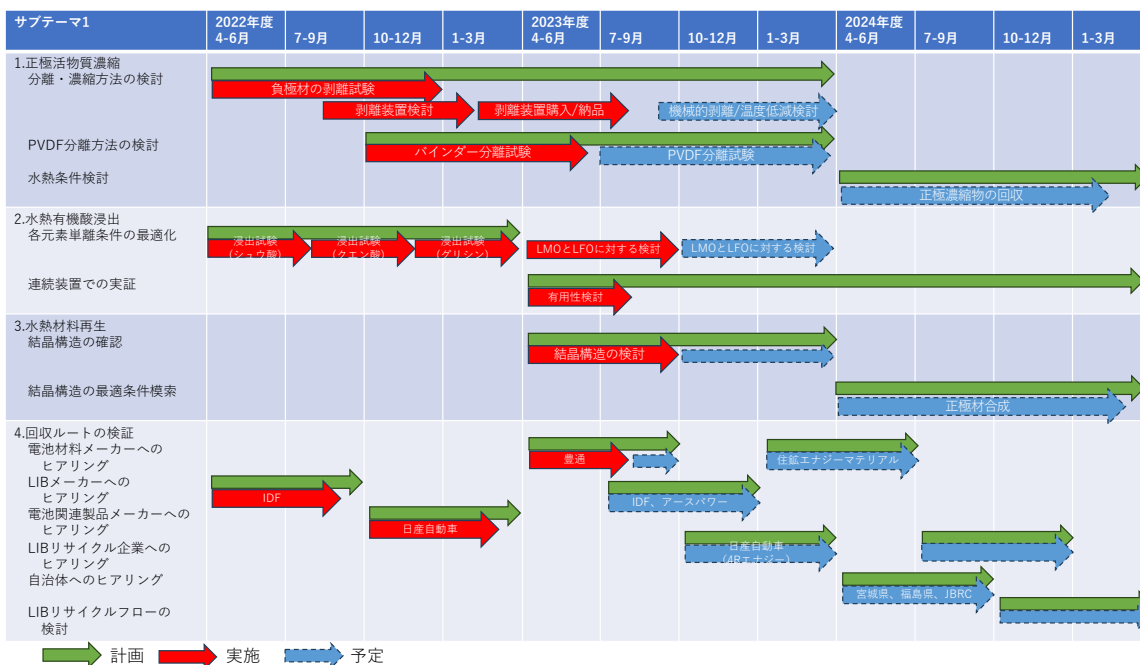 サブテーマ1
2022年度
4-6月
7-9月
10-12月
1-3月
2023年度
4-6月
7-9月
10-12月
1-3月
2024年度
4-6月
7-9月
10-12月
1-3月
1.正極活物質濃縮
分離・濃縮方法の検討
負極材の剥離試験
剥離装置検討
剥離装置購入/納品
機械的剥離/温度低減検討
PVDF分離方法の検討
バインダー分離試験
PVDF分離試験
水熱条件検討
正極濃縮物の回収
2.水熱有機酸浸出
各元素単離条件の最適化
浸出試験
(シュウ酸)
浸出試験
(クエン酸)
浸出試験
(グリシン)
LMOとLFOに対する検討
LMOとLFOに対する検討
連続装置での実証
有用性検討
3.水熱材料再生
結晶構造の確認
結晶構造の検討
結晶構造の最適条件模索
正極材合成
4.回収ルートの検証
電池材料メーカーへの
ヒアリング
豊通
住鉱エナジーマテリアル
LIBメーカーへの
ヒアリング
IDF
IDF、アースパワー
電池関連製品メーカーへの
ヒアリング
日産自動車
日産自動車
(4Rエナジー)
LIBリサイクル企業への
ヒアリング
自治体へのヒアリング
宮城県、福島県、JBRC
LIBリサイクルフローの
検討
計画
実施
予定